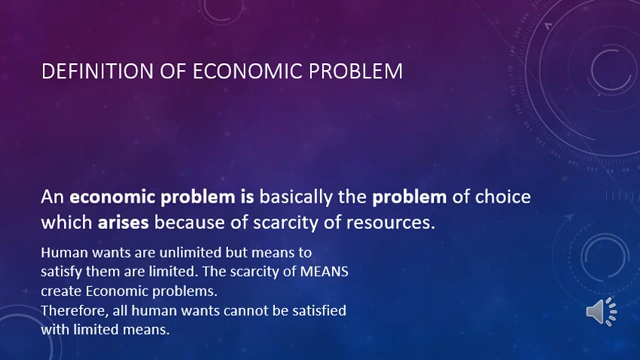 DEFINITION OF ECONOMIC PROBLEM
An economic problem is basically the problem of choice
which arises because of scarcity of resources.
Human wants are unlimited but means to
satisfy them are limited. The scarcity of MEANS
create Economic problems.
Therefore, all human wants cannot be satisfied
with limited means.